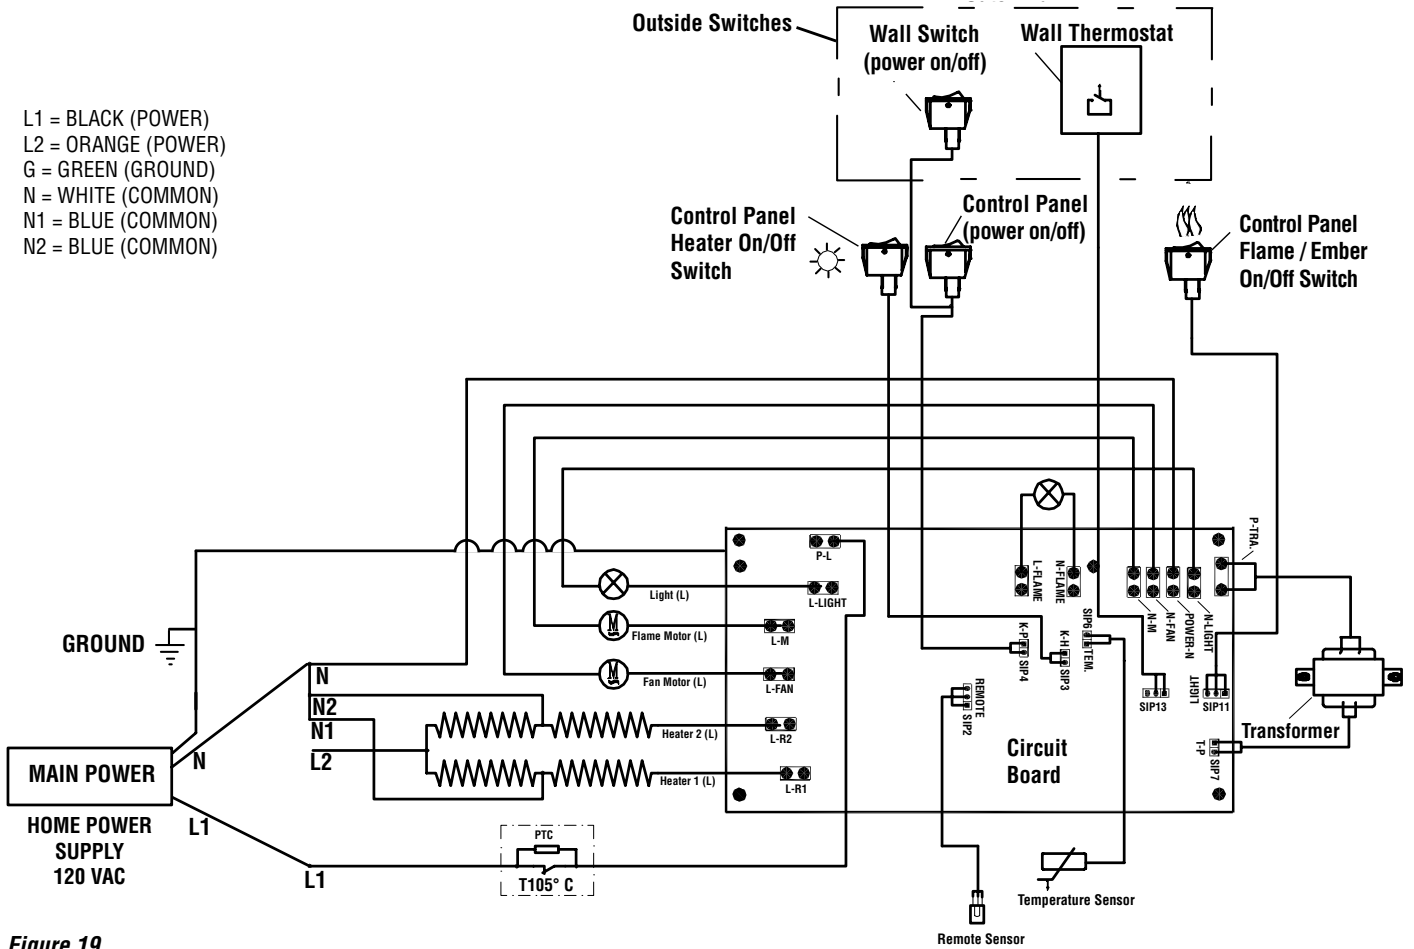 Outside Switches
Wall Switch
(power on/off)
Wall Thermostat
L1 = BLACK (POWER)
L2 = ORANGE (POWER)
G = GREEN (GROUND)
N = WHITE (COMMON)
N1 = BLUE (COMMON)
N2 = BLUE (COMMON)
Control Panel
Heater On/Off
Switch
Control Panel
(power on/off)
Control Panel
Flame / Ember
On/Off Switch
P-TRA.
P-L
L-FLAME
N-FLAME
Light (L)
L-LIGHT
N-M
N-FAN
POWER-N
N-LIGHT
Flame Motor (L)
L-M
K-P
SIP4
K-H
SIP3
SIP6
TEM.
GROUND
N
Fan Motor (L)
L-FAN
REMOTE
SIP2
SIP13
LIGHT
SIP11
N2
N1
Heater 2 (L)
L-R2
Transformer
N
L2
Circuit
Board
T-P
SIP7
MAIN POWER
Heater 1 (L)
L-R1
HOME POWER
SUPPLY
120 VAC
L1
L1
PTC
T105° C
Temperature Sensor
Remote Sensor
Figure 19